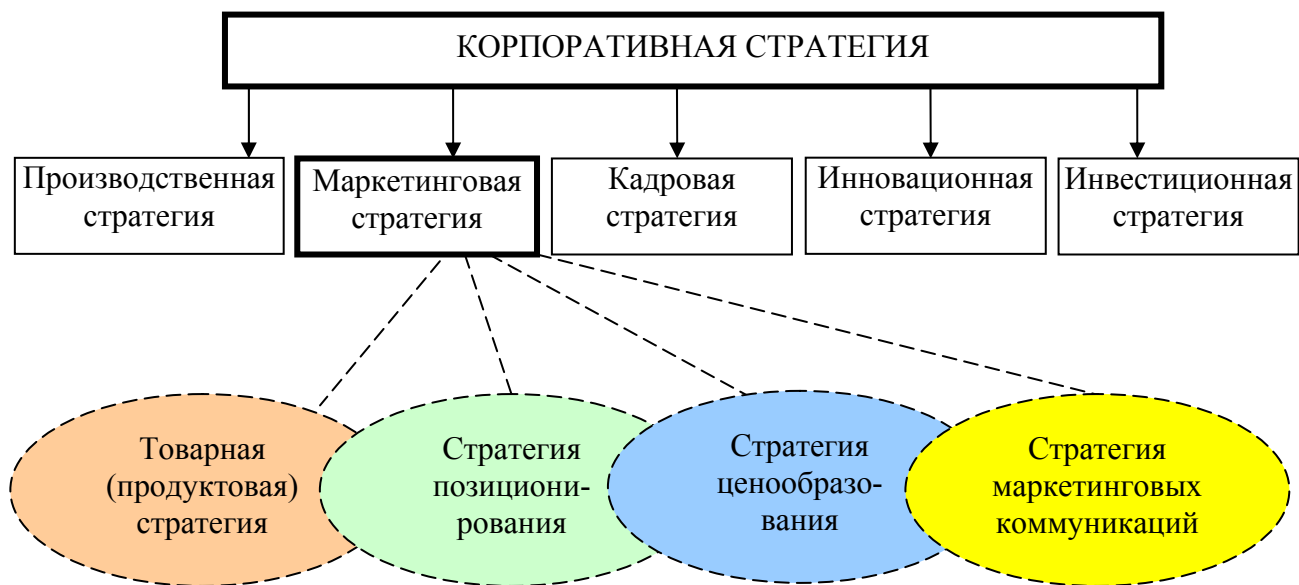 КОРПОРАТИВНАЯ СТРАТЕГИЯ
Производственная
стратегия
Маркетинговая
стратегия
Кадровая
стратегия
Инновационная
стратегия
Инвестиционная
стратегия
Товарная
(продуктовая)
стратегия
Стратегия
позициони-
рования
Стратегия
ценообразо-
вания
Стратегия
маркетинговых
коммуникаций